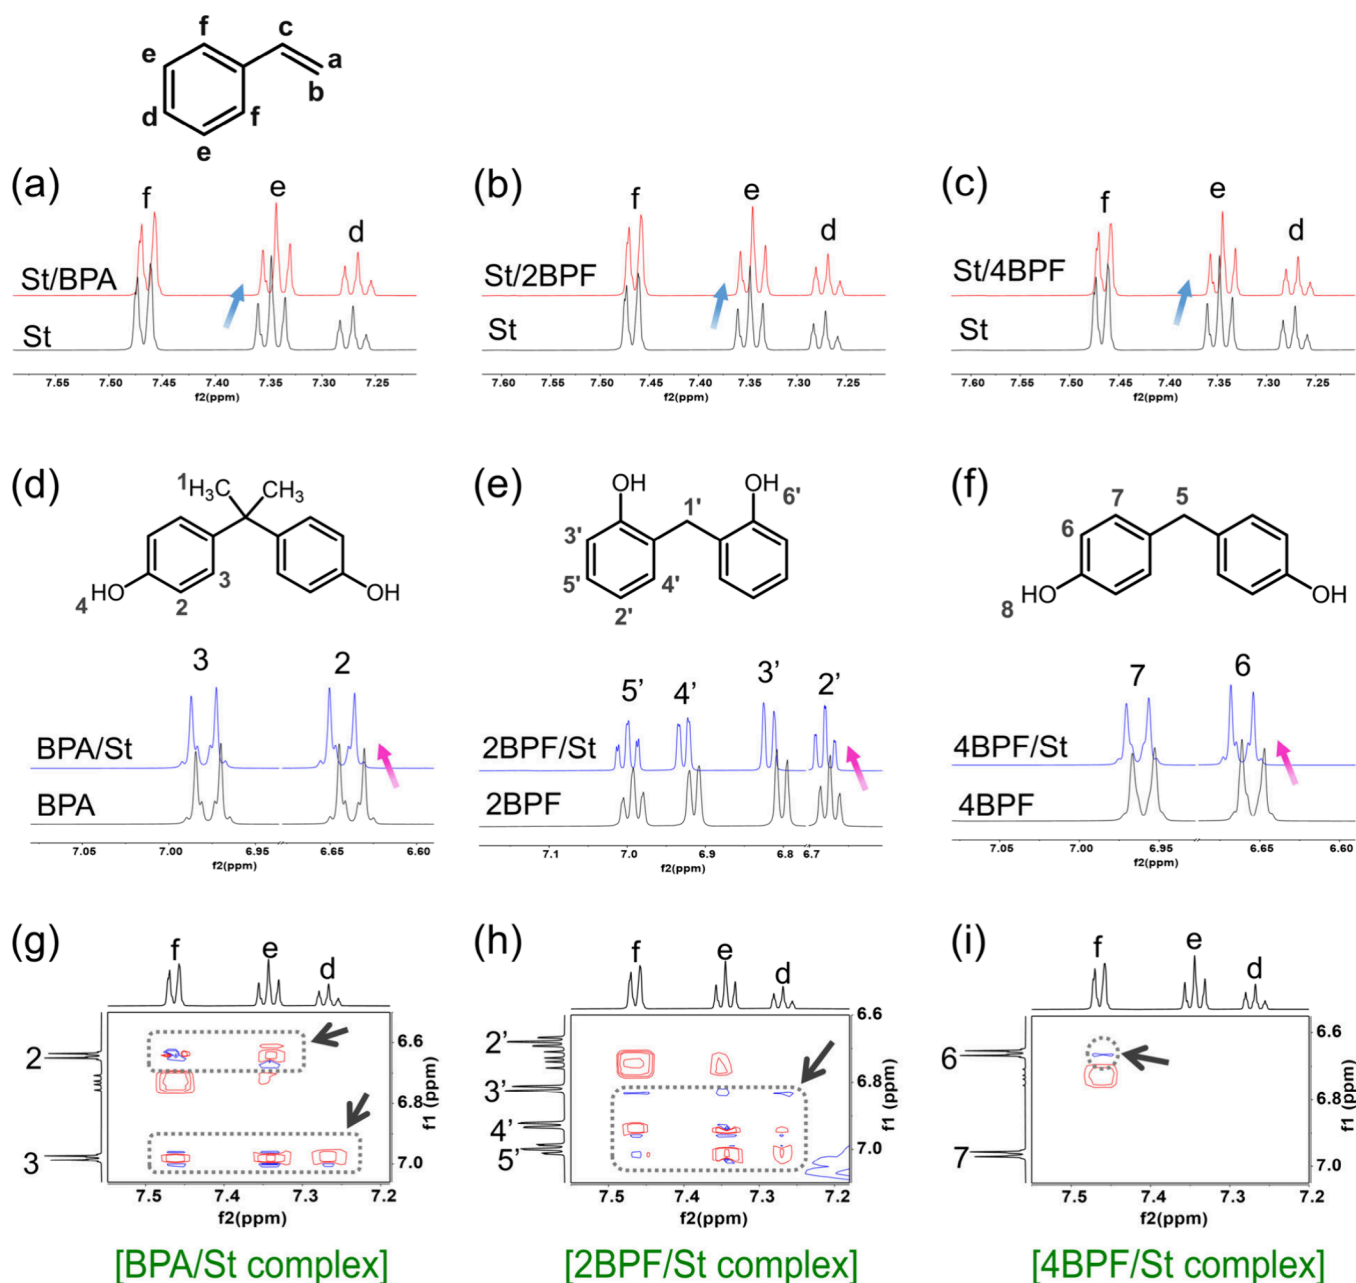 f c
e a
b
d f
e
(a) (b) (c)
f e d
St/BPA
St
7.55 7.50 7.45 7.40 7.35 7.30 7.25
f2(ppm)
f e d
St/2BPF
St
7.60 7.55 7.50 7.45 7.40 7.35 7.30 7.25
f2(ppm)
f e d
St/4BPF
St
7.60 7.55 7.50 7.45 7.40 7.35 7.30 7.25
f2(ppm)
(d)
1 H3C CH3
3
HO OH
4 2
3 2
BPA/St
BPA
7.05 7.00 6.95 6.65 6.60
f2(ppm)
(e)
OH OH
6'
1'
3'
5' 4'
2'
5’ 4’ 3’ 2’
2BPF/St
2BPF
7.1 7.0 6.9 6.8 6.7
f2(ppm)
(f)
7 5
6
HO OH
8
7 6
4BPF/St
4BPF
7.05 7.00 6.95 6.65 6.60
f2(ppm)
(g)
f e d
2
3
6.6
6.8
7.0
f1 (ppm)
7.5 7.4 7.3 7.2
f2(ppm)
[BPA/St complex]
(h)
f e d
2’
3’
4’
5’
6.6
6.8
7.0
f1 (ppm)
7.5 7.4 7.3 7.2
f2(ppm)
[2BPF/St complex]
(i)
f e d
6
7
6.6
6.8
7.0
f1 (ppm)
7.5 7.4 7.3 7.2
f2(ppm)
[4BPF/St complex]